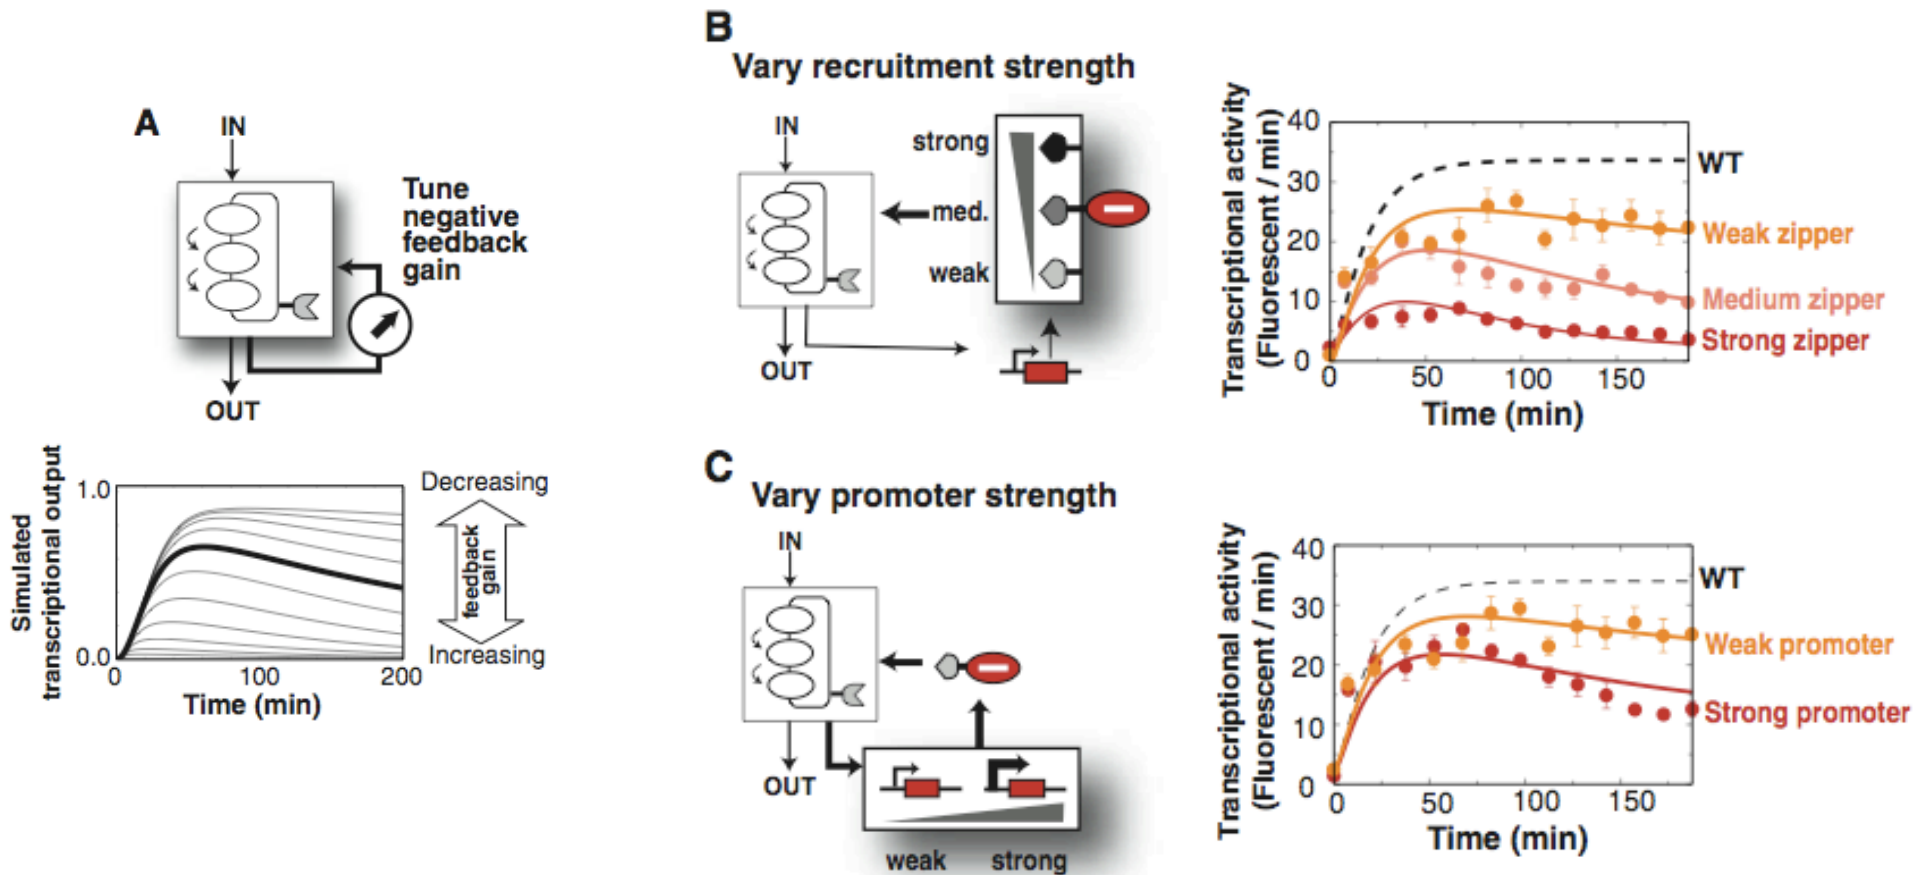 A
IN
Tune
negative
feedback
gain
OUT
Simulated
transcriptional output
1.0
0.0
0
100
200
Time (min)
Decreasing
feedback
gain
Increasing
B
Vary recruitment strength
IN
strong
med.
weak
OUT
Transcriptional activity
(Fluorescent / min)
40
30
20
10
0
0
50
100
150
Time (min)
WT
Weak zipper
Medium zipper
Strong zipper
C
Vary promoter strength
IN
OUT
weak
strong
Transcriptional activity
(Fluorescent / min)
40
30
20
10
0
0
50
100
150
Time (min)
WT
Weak promoter
Strong promoter